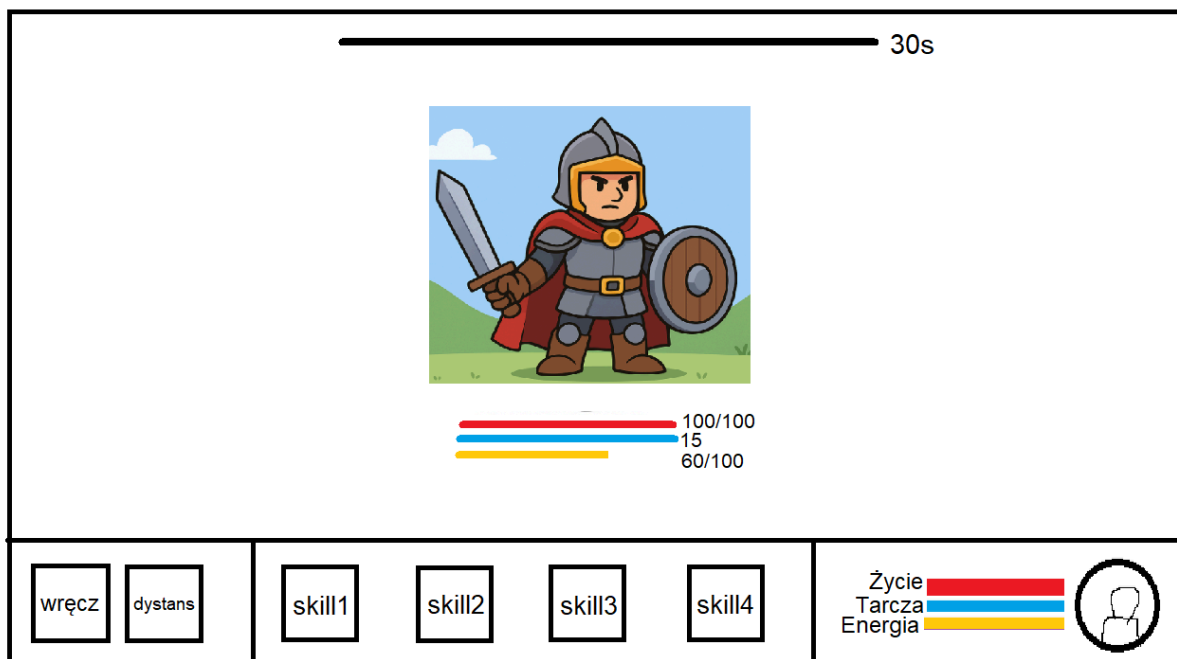 30s
100/100
15
60/100
wręcz
dystans
skill1
skill2
skill3
skill4
Życie
Tarcza
Energia